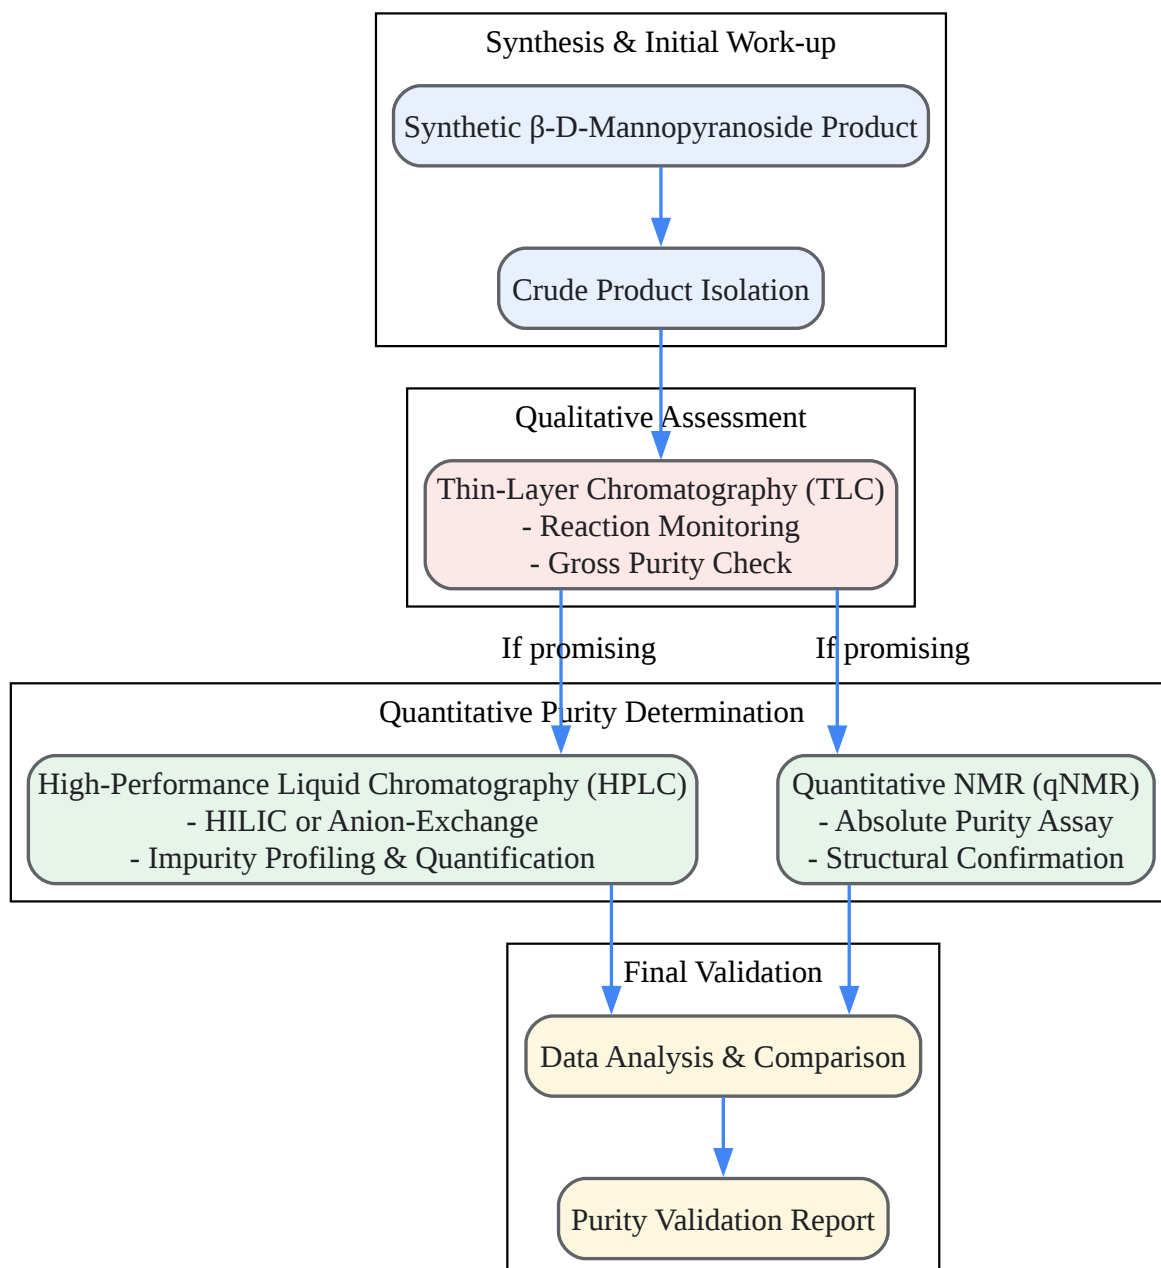 Synthesis & Initial Work-up
Synthetic β-D-Mannopyranoside Product
Crude Product Isolation
Qualitative Assessment
Thin-Layer Chromatography (TLC)
- Reaction Monitoring
- Gross Purity Check
If promising
If promising
Quantitative Purity Determination
High-Performance Liquid Chromatography (HPLC)
- HILIC or Anion-Exchange
- Impurity Profiling & Quantification
Quantitative NMR (qNMR)
- Absolute Purity Assay
- Structural Confirmation
Final Validation
Data Analysis & Comparison
Purity Validation Report